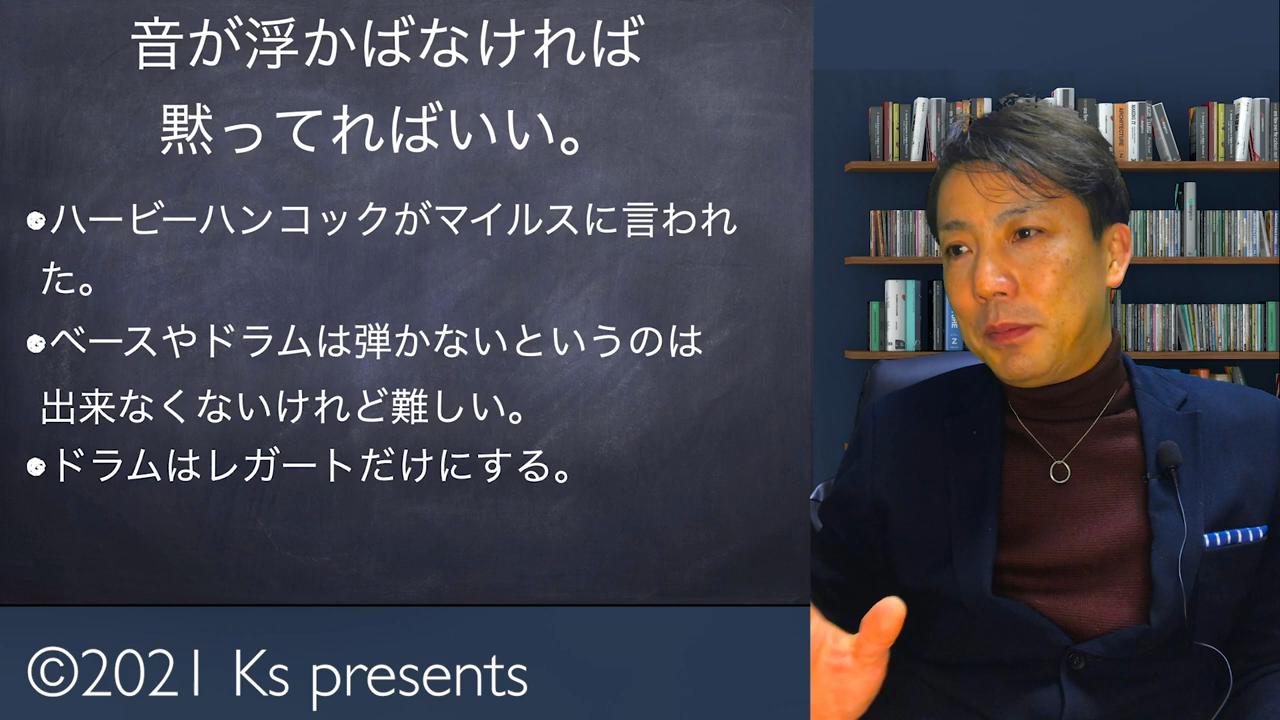 音が浮かばなければ
黙ってればいい。
●ハービーハンコックがマイルスに言われ
た。
●ベースやドラムは弾かないというのは
出来なくないけれど難しい。
●ドラムはレガートだけにする。
©2021 Ks presents